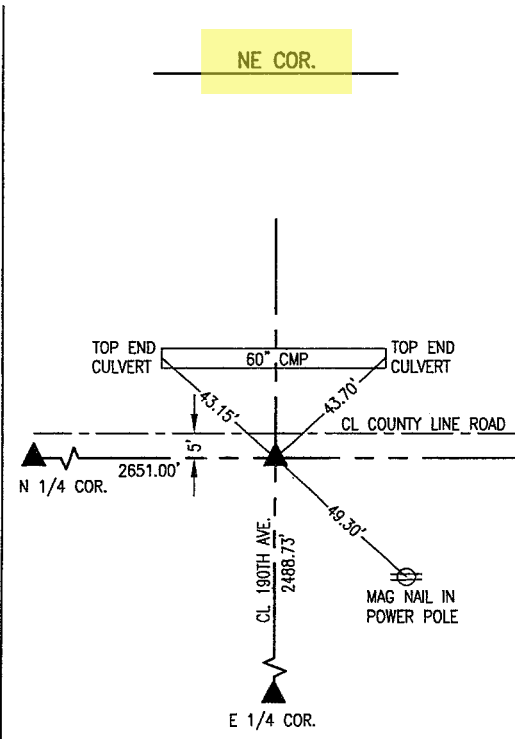 NE COR.
TOP END
CULVERT
60" CMP
TOP END
CULVERT
43.15'
43.70'
CL COUNTY LINE ROAD
5'
2651.00'
N 1/4 COR.
49.30'
CL 190TH AVE.
2488.73'
MAG NAIL IN
POWER POLE
E 1/4 COR.